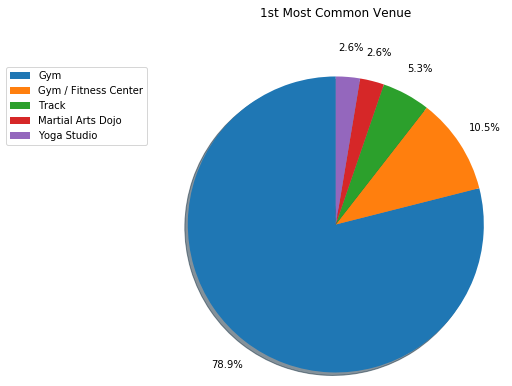 1st Most Common Venue
Gym
Gym / Fitness Center
Track
Martial Arts Dojo
Yoga Studio
2.6%
2.6%
5.3%
10.5%
78.9%